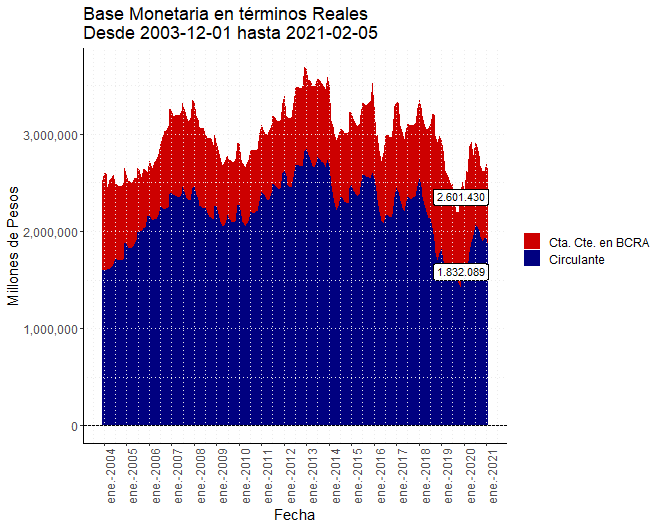 Base Monetaria en términos Reales
Desde 2003-12-01 hasta 2021-02-05
Millones de Pesos
3,000,000
2,000,000
1,000,000
0
2.601.430
1.832.089
Cta. Cte. en BCRA
Circulante
ene.-2004
ene.-2005
ene.-2006
ene.-2007
ene.-2008
ene.-2009
ene.-2010
ene.-2011
ene.-2012
ene.-2013
ene.-2014
ene.-2015
ene.-2016
ene.-2017
ene.-2018
ene.-2019
ene.-2020
ene.-2021
Fecha